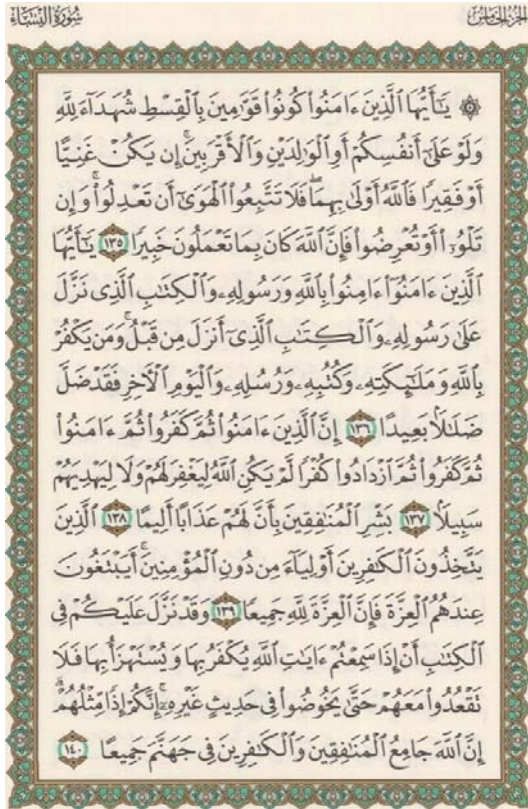 الجزء الخامس
سورة النساء
۞ يَٰٓأَيُّهَا ٱلَّذِينَ ءَامَنُوا۟ كُونُوا۟ قَوَّٰمِينَ بِٱلْقِسْطِ شُهَدَآءَ لِلَّهِ
وَلَوْ عَلَىٰٓ أَنفُسِكُمْ أَوِ ٱلْوَٰلِدَيْنِ وَٱلْأَقْرَبِينَ ۚ إِن يَكُنْ غَنِيًّا
أَوْ فَقِيرًا فَٱللَّهُ أَوْلَىٰ بِهِمَا ۖ فَلَا تَتَّبِعُوا۟ ٱلْهَوَىٰٓ أَن تَعْدِلُوا۟ ۚ وَإِن
تَلْوُۥٓا۟ أَوْ تُعْرِضُوا۟ فَإِنَّ ٱللَّهَ كَانَ بِمَا تَعْمَلُونَ خَبِيرًا ١٣٥ يَٰٓأَيُّهَا
ٱلَّذِينَ ءَامَنُوٓا۟ ءَامِنُوا۟ بِٱللَّهِ وَرَسُولِهِۦ وَٱلْكِتَٰبِ ٱلَّذِى نَزَّلَ
عَلَىٰ رَسُولِهِۦ وَٱلْكِتَٰبِ ٱلَّذِىٓ أَنزَلَ مِن قَبْلُ ۚ وَمَن يَكْفُرْ
بِٱللَّهِ وَمَلَٰٓئِكَتِهِۦ وَكُتُبِهِۦ وَرُسُلِهِۦ وَٱلْيَوْمِ ٱلْءَاخِرِ فَقَدْ ضَلَّ
ضَلَٰلًۢا بَعِيدًا ١٣٦ إِنَّ ٱلَّذِينَ ءَامَنُوا۟ ثُمَّ كَفَرُوا۟ ثُمَّ ءَامَنُوا۟
ثُمَّ كَفَرُوا۟ ثُمَّ ٱزْدَادُوا۟ كُفْرًا لَّمْ يَكُنِ ٱللَّهُ لِيَغْفِرَ لَهُمْ وَلَا لِيَهْدِيَهُمْ
سَبِيلًۢا ١٣٧ بَشِّرِ ٱلْمُنَٰفِقِينَ بِأَنَّ لَهُمْ عَذَابًا أَلِيمًا ١٣٨ ٱلَّذِينَ
يَتَّخِذُونَ ٱلْكَٰفِرِينَ أَوْلِيَآءَ مِن دُونِ ٱلْمُؤْمِنِينَ ۚ أَيَبْتَغُونَ
عِندَهُمُ ٱلْعِزَّةَ فَإِنَّ ٱلْعِزَّةَ لِلَّهِ جَمِيعًا ١٣٩ وَقَدْ نَزَّلَ عَلَيْكُمْ فِى
ٱلْكِتَٰبِ أَنْ إِذَا سَمِعْتُمْ ءَايَٰتِ ٱللَّهِ يُكْفَرُ بِهَا وَيُسْتَهْزَأُ بِهَا فَلَا
تَقْعُدُوا۟ مَعَهُمْ حَتَّىٰ يَخُوضُوا۟ فِى حَدِيثٍ غَيْرِهِۦٓ ۚ إِنَّكُمْ إِذًا مِّثْلُهُمْ ۗ
إِنَّ ٱللَّهَ جَامِعُ ٱلْمُنَٰفِقِينَ وَٱلْكَٰفِرِينَ فِى جَهَنَّمَ جَمِيعًا ١٤٠